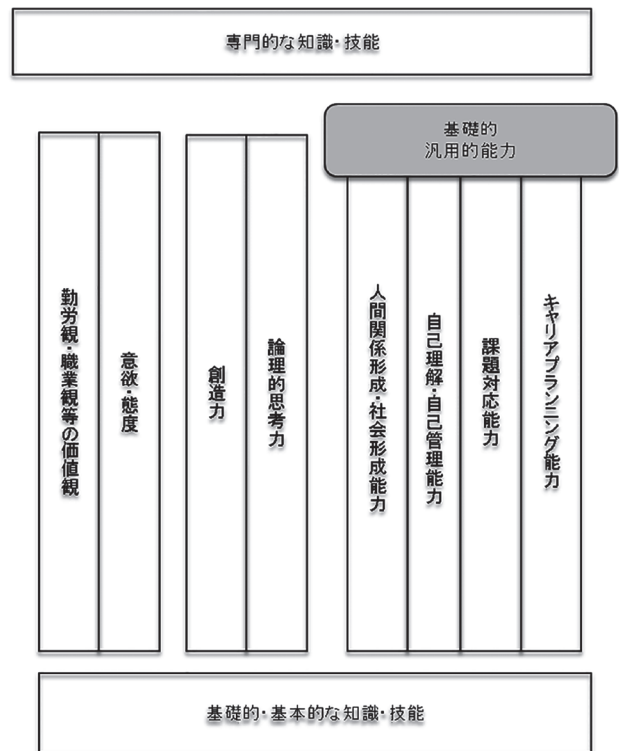 専門的な知識・技能
基礎的
汎用的能力
勤労観・職業観等の価値観
意欲・態度
創造力
論理的思考力
人間関係形成・社会形成能力
自己理解・自己管理能力
課題対応能力
キャリアプランニング能力
基礎的・基本的な知識・技能